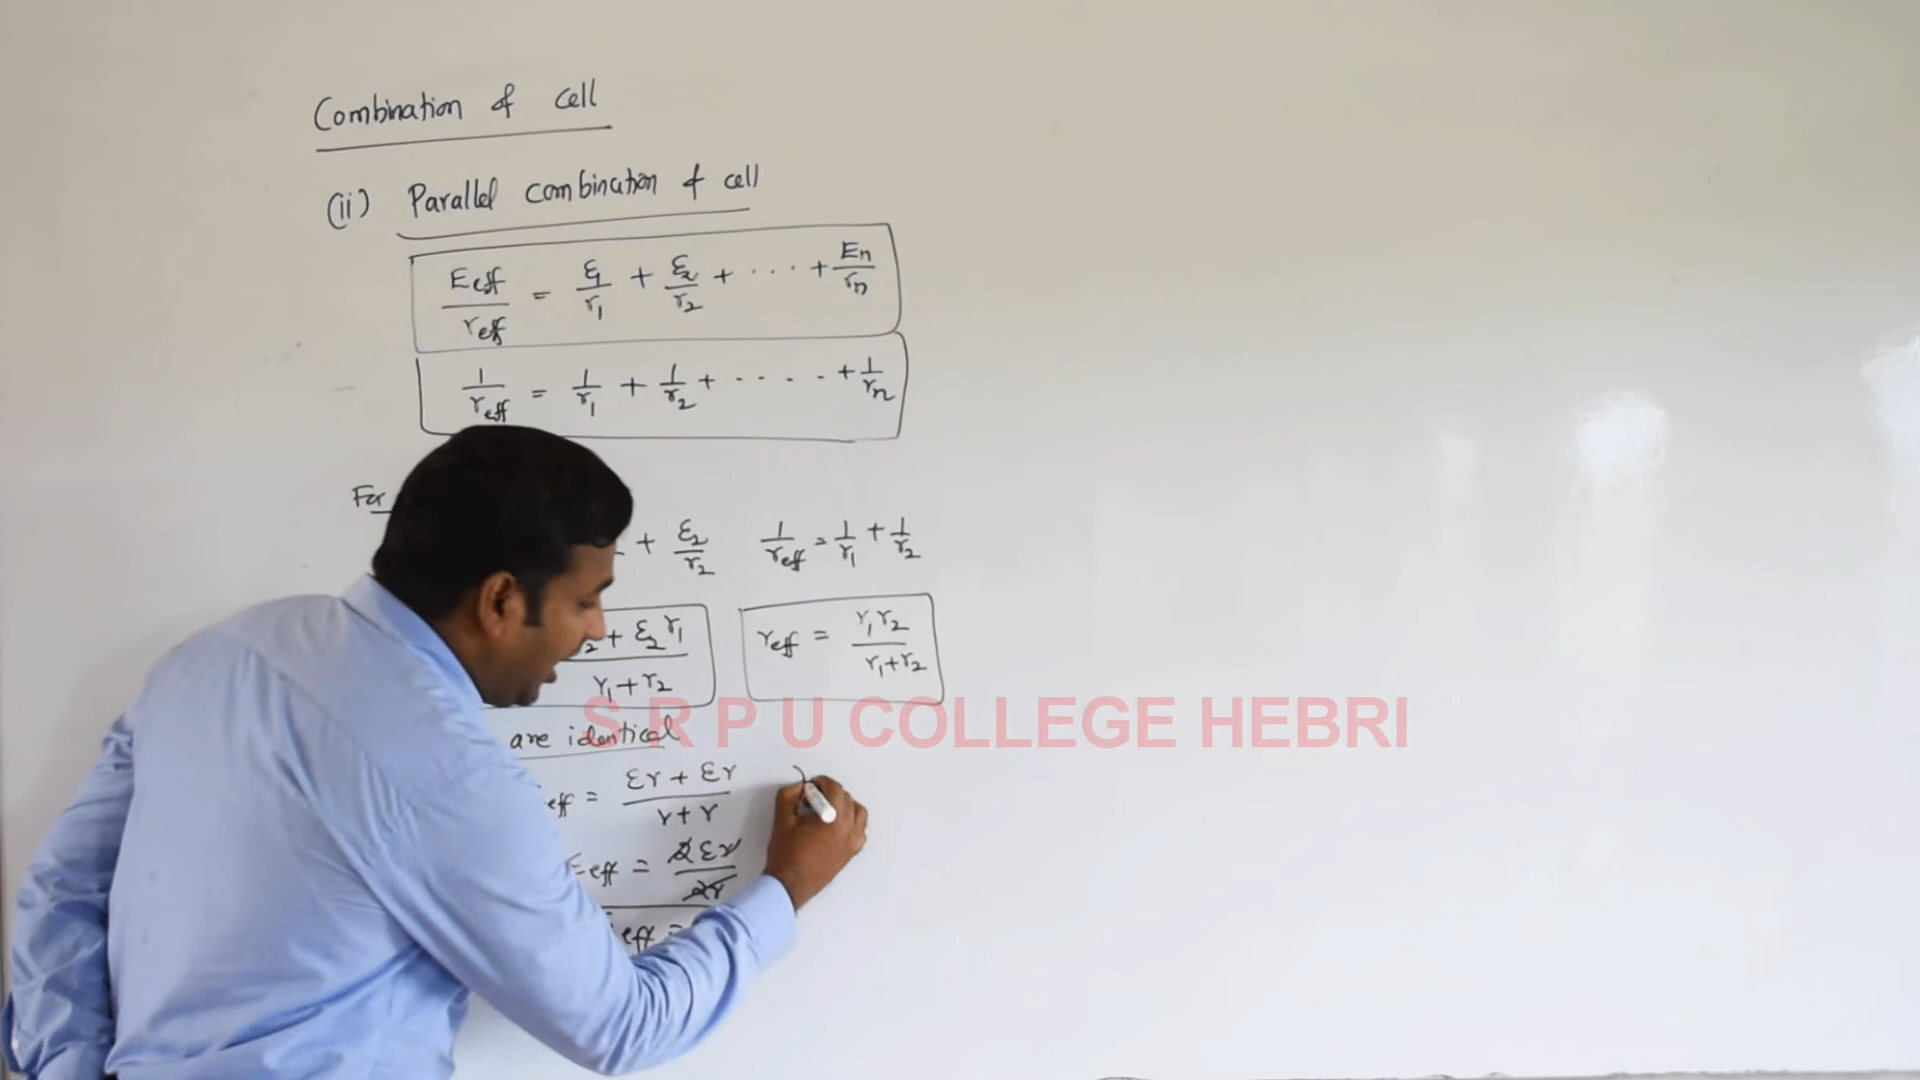 Combination of cell
(ii) Parallel combination of cell
Eeff/reff = ε1/r1 + ε2/r2 + .... + En/rn
1/reff = 1/r1 + 1/r2 + ..... + 1/rn
For
+ ε2/r2 1/reff = 1/r1 + 1/r2
2 + ε2r1 / r1+r2 reff = r1r2 / r1+r2
are identical
eff = εr + εr / r + r
Eeff = 2εr / 2r
eff =
S R P U COLLEGE HEBRI